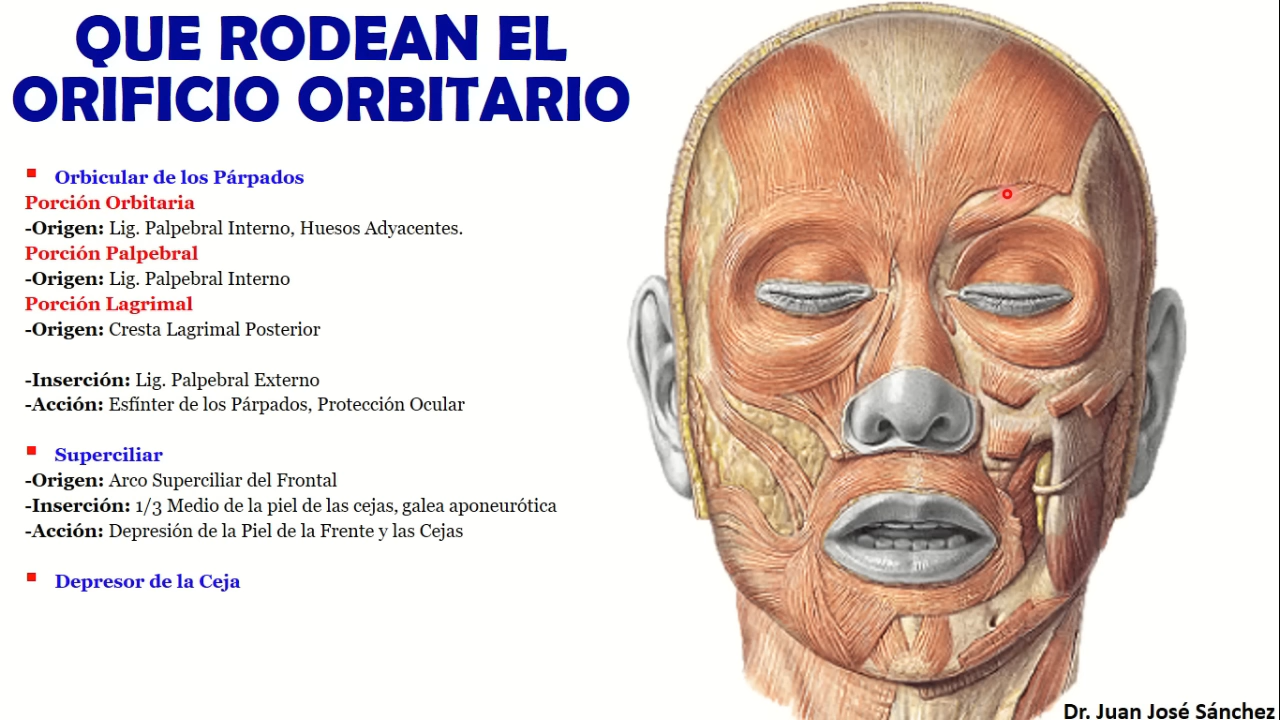 QUE RODEAN EL
ORIFICIO ORBITARIO
Orbicular de los Párpados
Porción Orbitaria
-Origen: Lig. Palpebral Interno, Huesos Adyacentes.
Porción Palpebral
-Origen: Lig. Palpebral Interno
Porción Lagrimal
-Origen: Cresta Lagrimal Posterior
-Inserción: Lig. Palpebral Externo
-Acción: Esfínter de los Párpados, Protección Ocular
Superciliar
-Origen: Arco Superciliar del Frontal
-Inserción: 1/3 Medio de la piel de las cejas, galea aponeurótica
-Acción: Depresión de la Piel de la Frente y las Cejas
Depresor de la Ceja
Dr. Juan José Sánchez